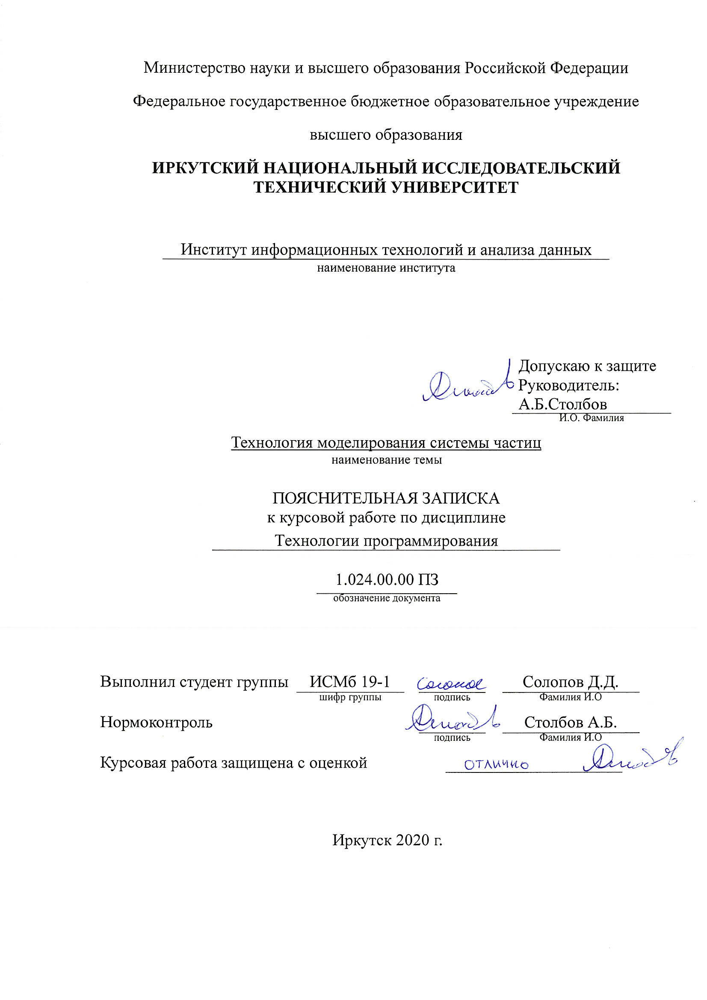 Министерство науки и высшего образования Российской Федерации
Федеральное государственное бюджетное образовательное учреждение
высшего образования
ИРКУТСКИЙ НАЦИОНАЛЬНЫЙ ИССЛЕДОВАТЕЛЬСКИЙ
ТЕХНИЧЕСКИЙ УНИВЕРСИТЕТ
Институт информационных технологий и анализа данных
наименование института
Допускаю к защите
Руководитель:
А.Б.Столбов
И.О. Фамилия
Технология моделирования системы частиц
наименование темы
ПОЯСНИТЕЛЬНАЯ ЗАПИСКА
к курсовой работе по дисциплине
Технологии программирования
1.024.00.00 ПЗ
обозначение документа
Выполнил студент группы ИСМб 19-1 Солопов Д.Д.
шифр группы подпись Фамилия И.О
Нормоконтроль Столбов А.Б.
подпись Фамилия И.О
Курсовая работа защищена с оценкой отлично
Иркутск 2020 г.